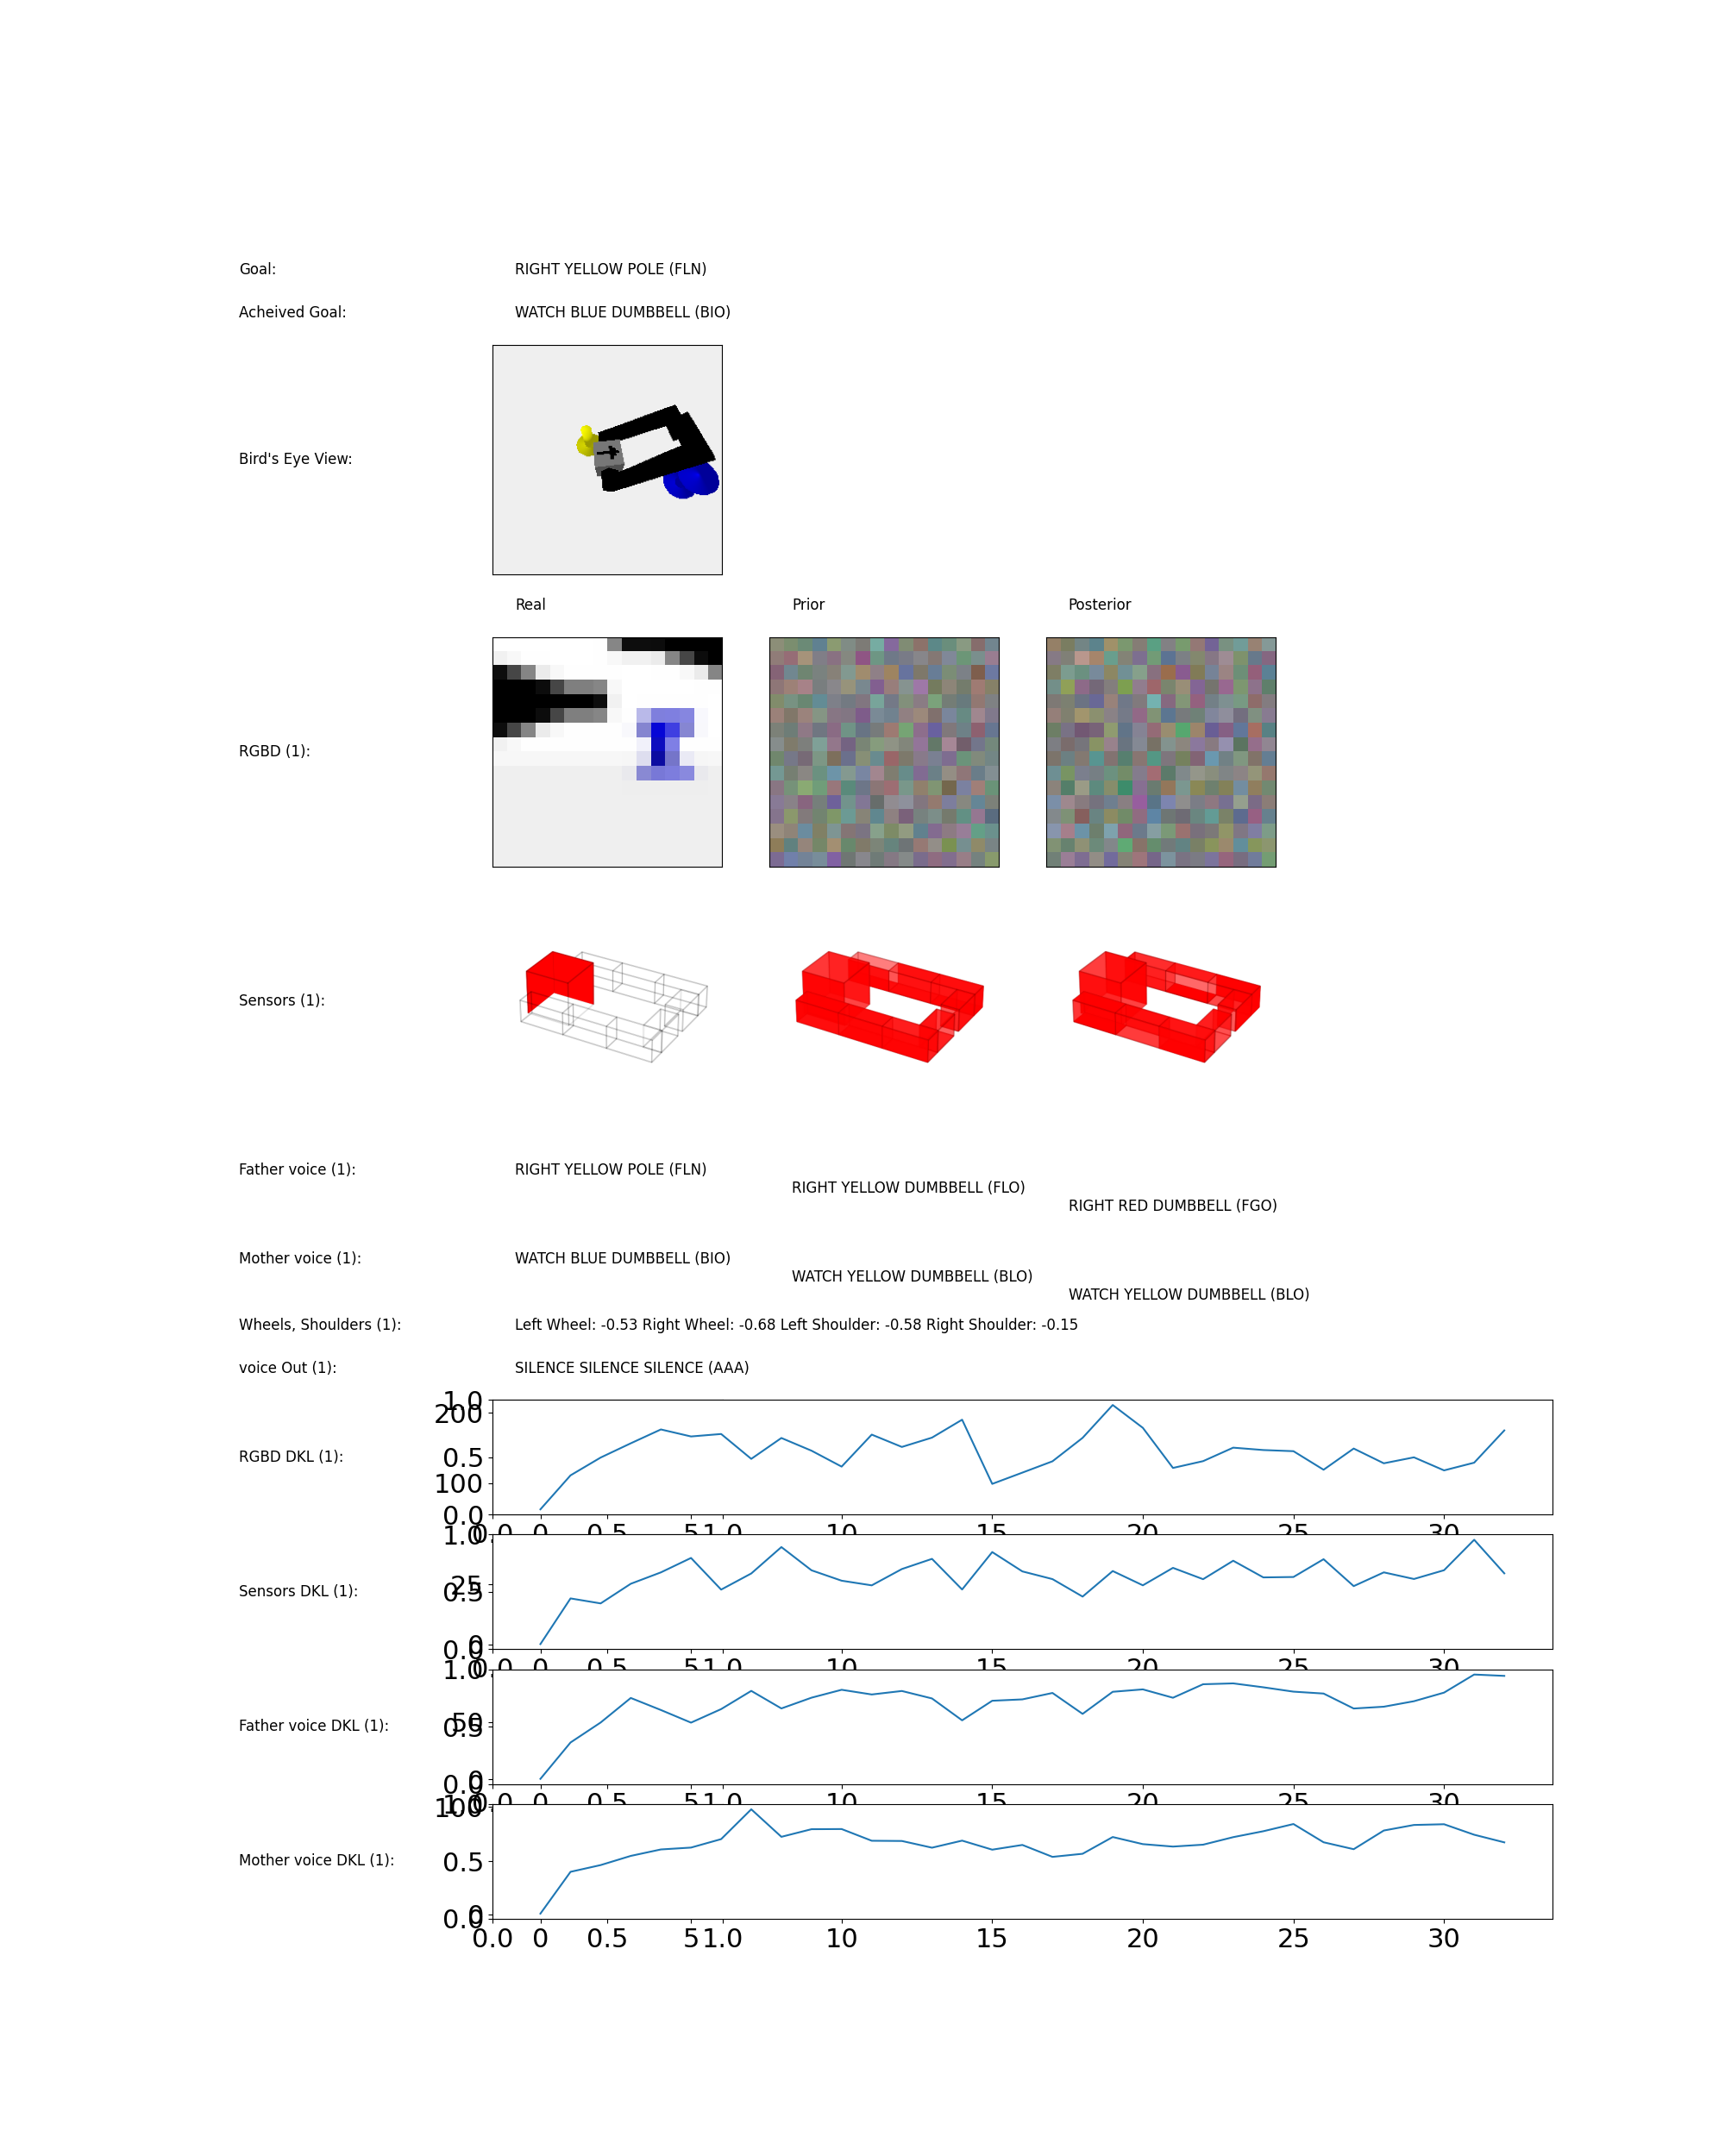 Goal: RIGHT YELLOW POLE (FLN)
Acheived Goal: WATCH BLUE DUMBBELL (BIO)
Bird's Eye View:
Real Prior Posterior
RGBD (1):
Sensors (1):
Father voice (1): RIGHT YELLOW POLE (FLN)
RIGHT YELLOW DUMBBELL (FLO)
RIGHT RED DUMBBELL (FGO)
Mother voice (1): WATCH BLUE DUMBBELL (BIO)
WATCH YELLOW DUMBBELL (BLO)
WATCH YELLOW DUMBBELL (BLO)
Wheels, Shoulders (1): Left Wheel: -0.53 Right Wheel: -0.68 Left Shoulder: -0.58 Right Shoulder: -0.15
voice Out (1): SILENCE SILENCE SILENCE (AAA)
1.0
200
RGBD DKL (1): 0.5
100
0.0
0.0 0 0.5 5 1.0 10 15 20 25 30
1.0
25
Sensors DKL (1): 0.5
0
0.0
0.0 0 0.5 5 1.0 10 15 20 25 30
1.0
50
Father voice DKL (1): 0.5
0
0.0
0.0 0 0.5 5 1.0 10 15 20 25 30
1.0
100
Mother voice DKL (1): 0.5
0
0.0
0.0 0 0.5 5 1.0 10 15 20 25 30